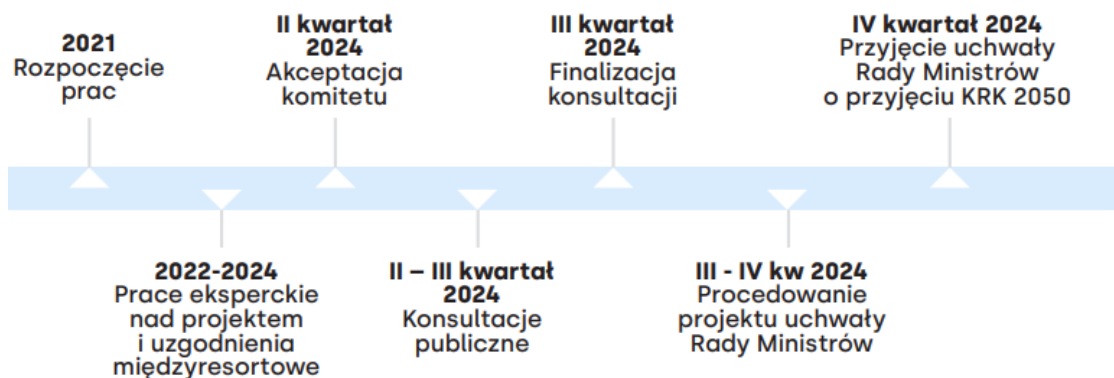 2021
Rozpoczęcie
prac
II kwartał
2024
Akceptacja
komitetu
III kwartał
2024
Finalizacja
konsultacji
IV kwartał 2024
Przyjęcie uchwały
Rady Ministrów
o przyjęciu KRK 2050
2022-2024
Prace eksperckie
nad projektem
i uzgodnienia
międzyresortowe
II – III kwartał
2024
Konsultacje
publiczne
III - IV kw 2024
Procedowanie
projektu uchwały
Rady Ministrów